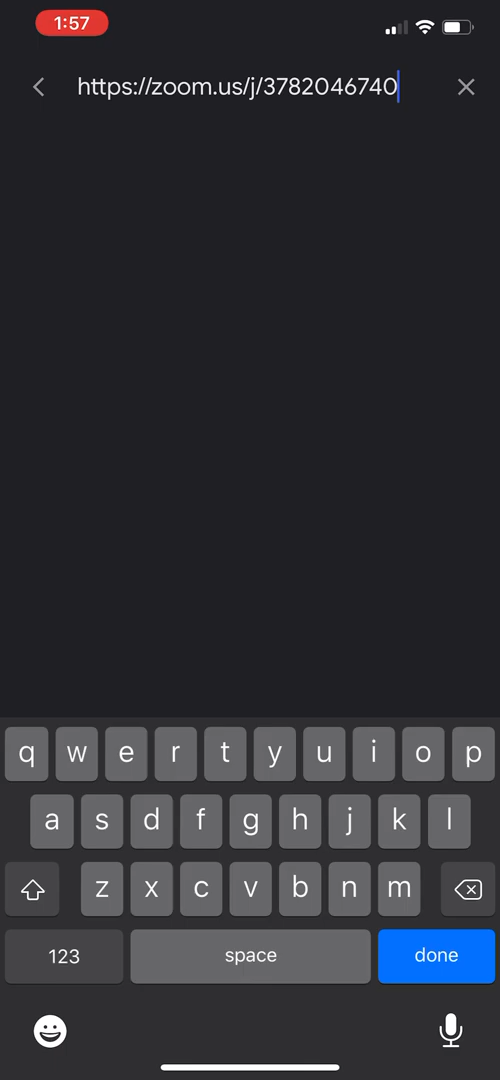 1:57
https://zoom.us/j/3782046740
q w e r t y u i o p
a s d f g h j k l
z x c v b n m
123 space done